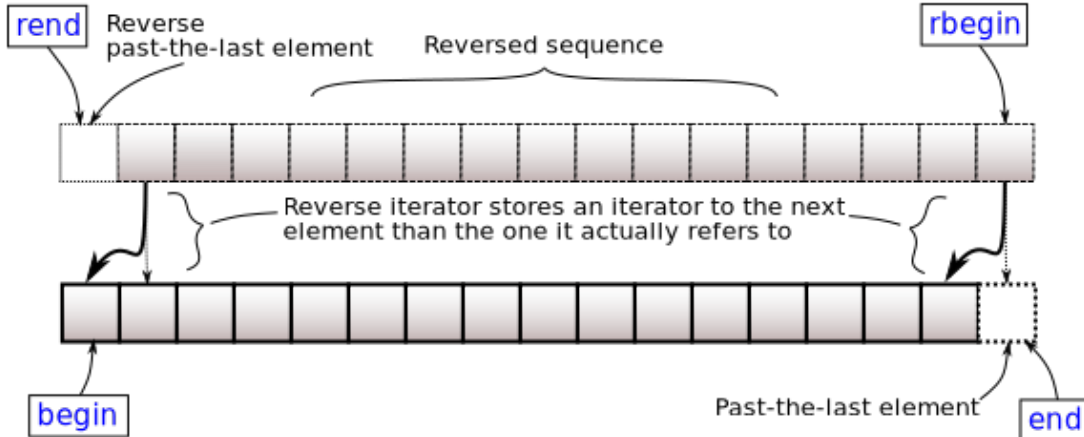 rend
Reverse
past-the-last element
Reversed sequence
rbegin
Reverse iterator stores an iterator to the next
element than the one it actually refers to
begin
Past-the-last element
end